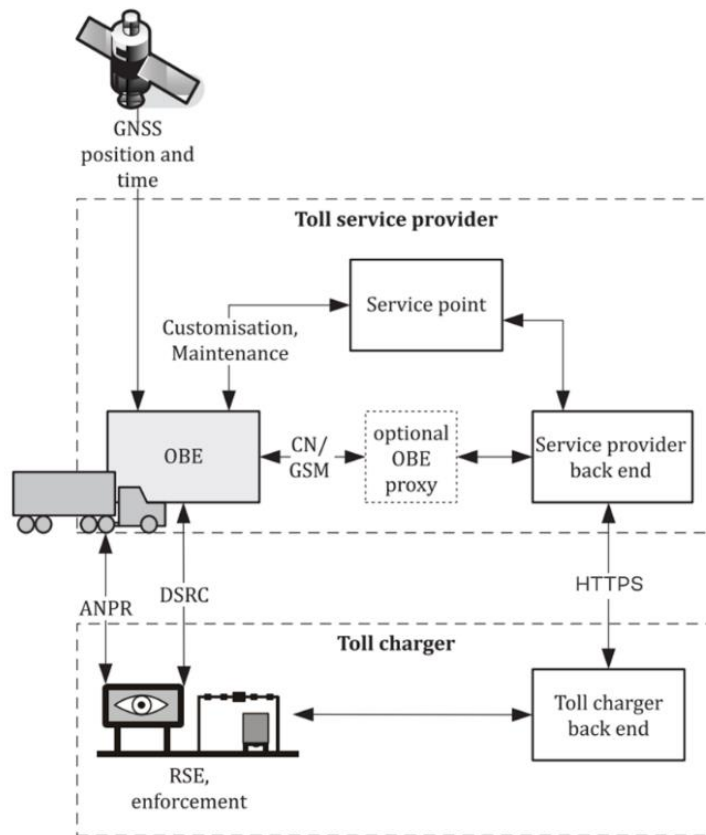 GNSS
position and
time
Toll service provider
Service point
Customisation,
Maintenance
OBE
CN/
GSM
optional
OBE
proxy
Service provider
back end
ANPR
DSRC
HTTPS
Toll charger
RSE,
enforcement
Toll charger
back end